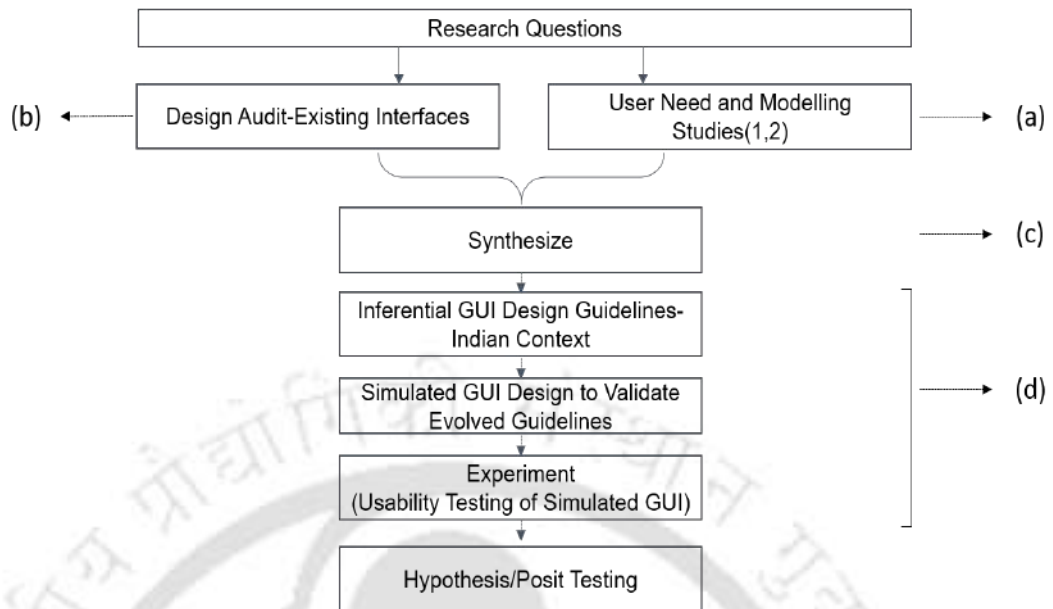 Research Questions
(b)
Design Audit-Existing Interfaces
User Need and Modelling
Studies(1,2)
(a)
Synthesize
(c)
Inferential GUI Design Guidelines-
Indian Context
Simulated GUI Design to Validate
Evolved Guidelines
(d)
Experiment
(Usability Testing of Simulated GUI)
Hypothesis/Posit Testing